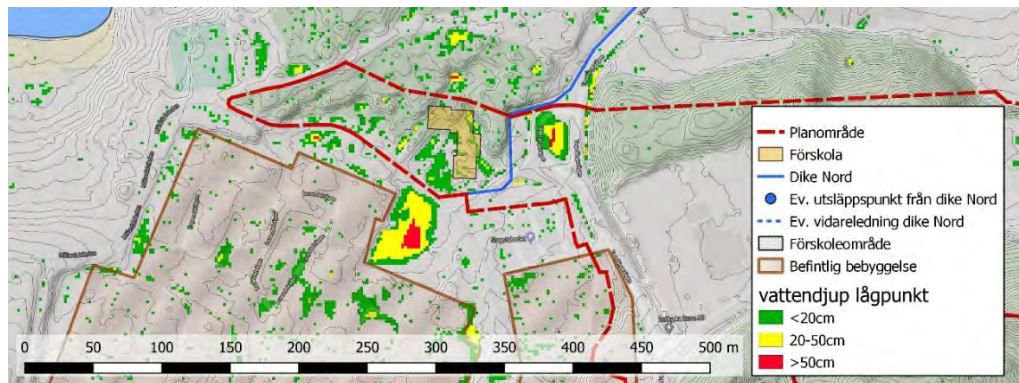 Planområde
Förskola
Dike Nord
Ev. utsläppspunkt från dike Nord
Ev. vidareledning dike Nord
Förskoleområde
Befintlig bebyggelse
vattendjup lågpunkt
<20cm
20-50cm
>50cm
0 50 100 150 200 250 300 350 400 450 500 m